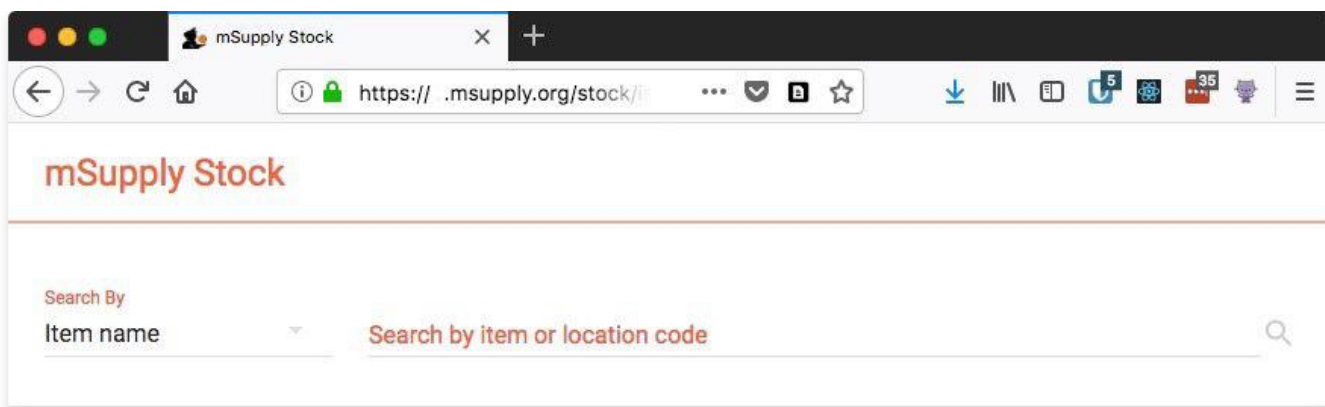 mSupply Stock
https:// .msupply.org/stock/
5
35
mSupply Stock
Search By
Item name
Search by item or location code